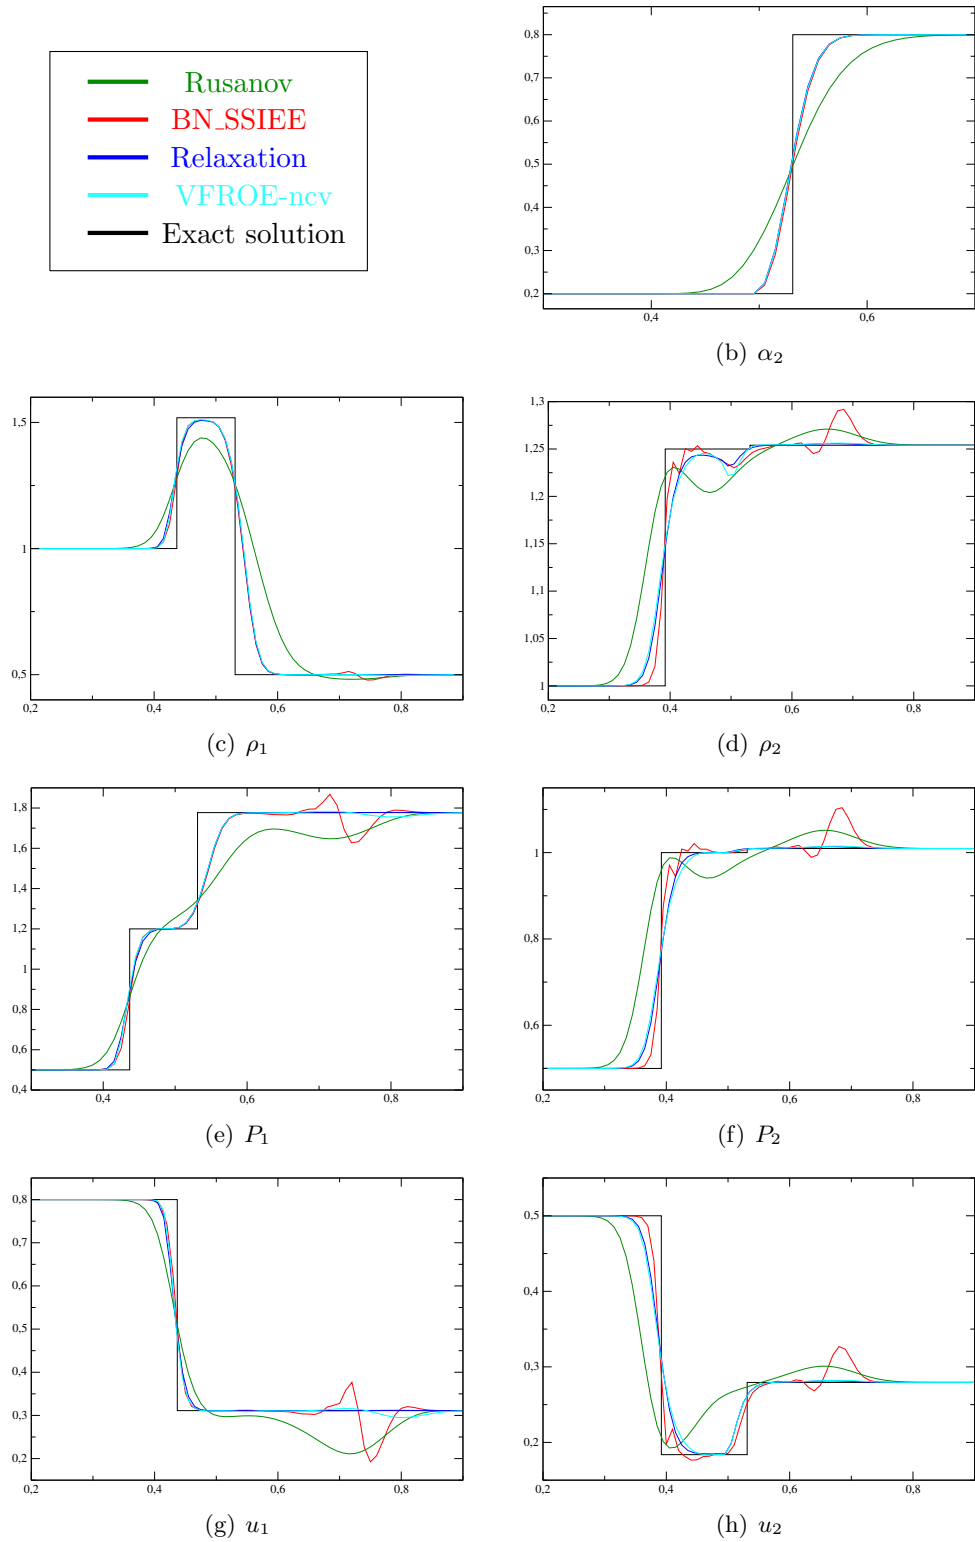 Rusanov
BN_SSIEE
Relaxation
VFROE-ncv
Exact solution
0,8
0,7
0,6
0,5
0,4
0,3
0,2
0,4 0,6
(b) α₂
1,5
1
0,5
0,2 0,4 0,6 0,8
(c) ρ₁
1,3
1,25
1,2
1,15
1,1
1,05
1
0,2 0,4 0,6 0,8
(d) ρ₂
1,8
1,6
1,4
1,2
1
0,8
0,6
0,5
0,4
0,4 0,6 0,8
(e) P₁
1
0,8
0,6
0,2 0,4 0,6 0,8
(f) P₂
0,8
0,7
0,6
0,5
0,4
0,3
0,2
0,2 0,4 0,6 0,8
(g) u₁
0,5
0,4
0,3
0,2
0,2 0,4 0,6 0,8
(h) u₂